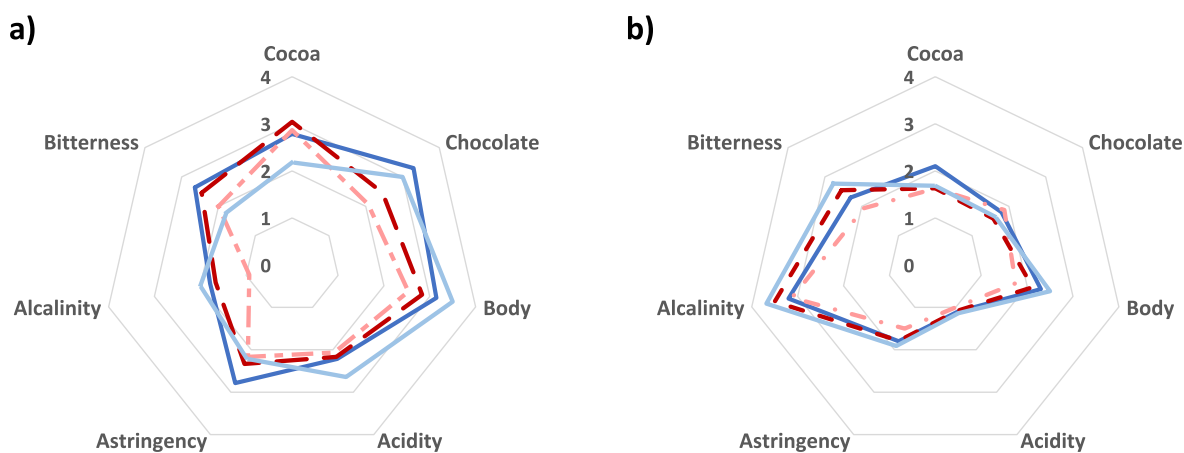 a)
Cocoa
4
3
2
1
0
Chocolate
Body
Acidity
Astringency
Alcalinity
Bitterness
b)
Cocoa
4
3
2
1
0
Chocolate
Body
Acidity
Astringency
Alcalinity
Bitterness